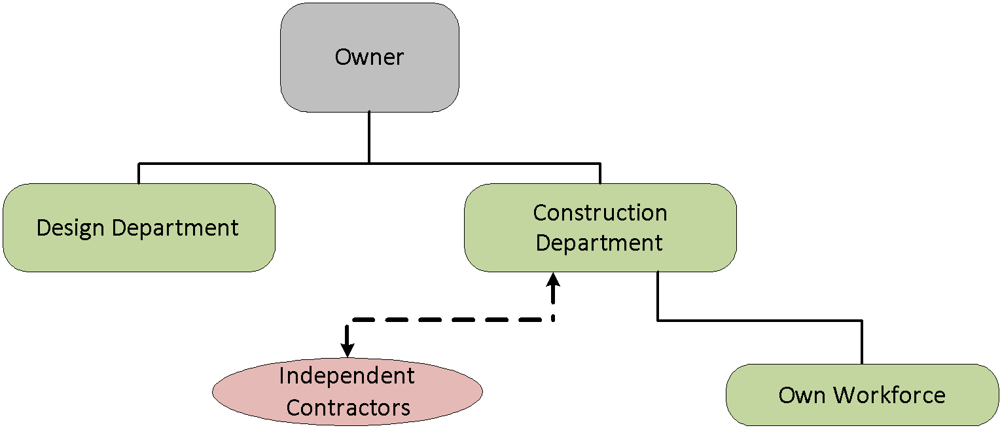 Owner
Design Department
Construction
Department
Independent
Contractors
Own Workforce